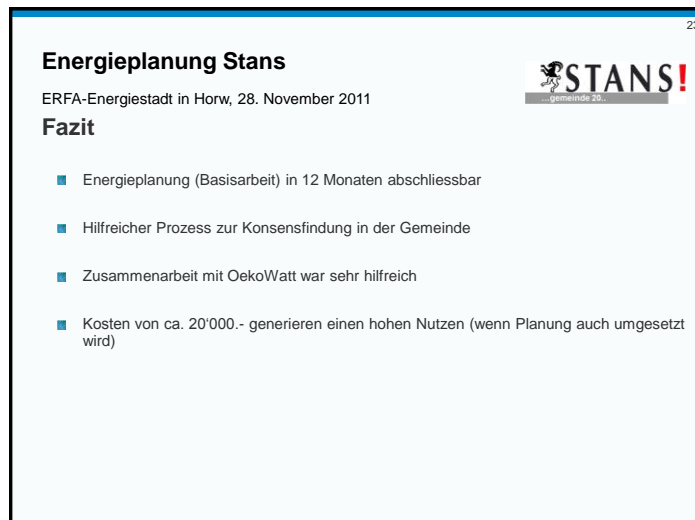 23
Energieplanung Stans
STANS!
...gemeinde 20..
ERFA-Energiestadt in Horw, 28. November 2011
Fazit
Energieplanung (Basisarbeit) in 12 Monaten abschliessbar
Hilfreicher Prozess zur Konsensfindung in der Gemeinde
Zusammenarbeit mit OekoWatt war sehr hilfreich
Kosten von ca. 20‘000.- generieren einen hohen Nutzen (wenn Planung auch umgesetzt
wird)